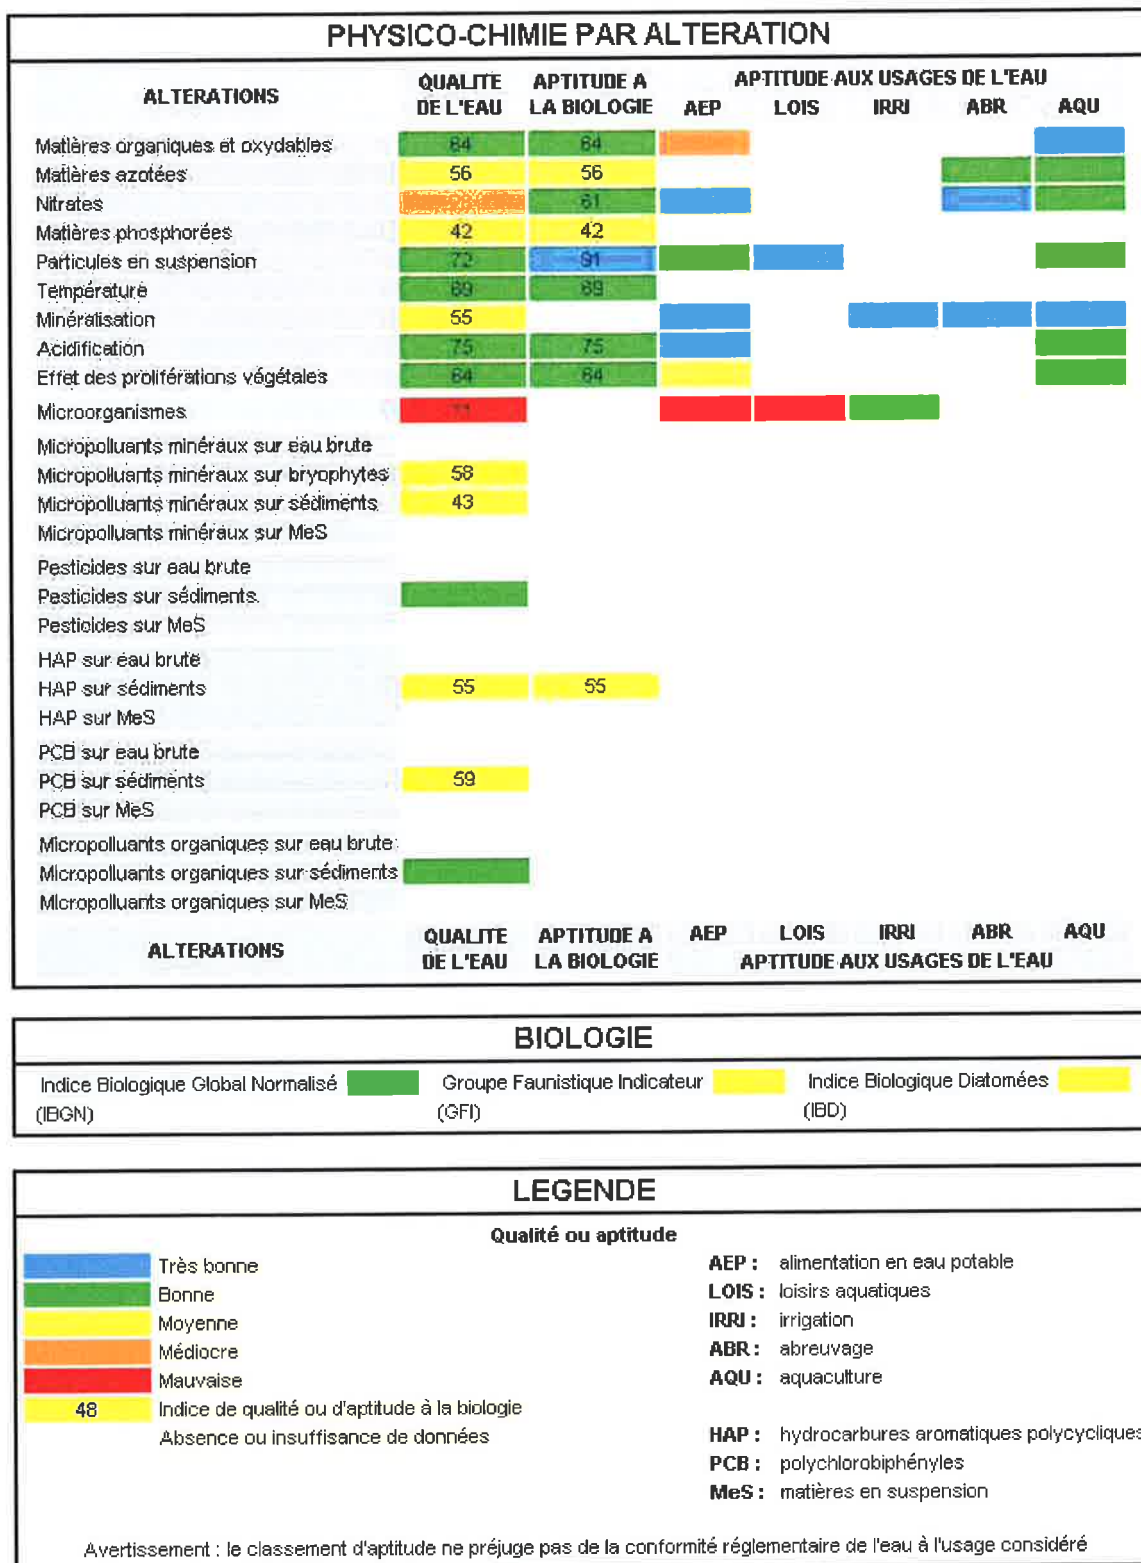 PHYSICO-CHIMIE PAR ALTERATION
ALTERATIONS QUALITE DE L'EAU APTITUDE A LA BIOLOGIE APTITUDE AUX USAGES DE L'EAU
AEP LOIS IRRI ABR AQU
Matières organiques et oxydables 64 64
Matières azotées 56 56
Nitrates 61
Matières phosphorées 42 42
Particules en suspension 72 91
Température 69 69
Minéralisation 55
Acidification 75 75
Effet des proliférations végétales 64 64
Microorganismes
Micropolluants minéraux sur eau brute
Micropolluants minéraux sur bryophytes 58
Micropolluants minéraux sur sédiments 43
Micropolluants minéraux sur MeS
Pesticides sur eau brute
Pesticides sur sédiments
Pesticides sur MeS
HAP sur eau brute
HAP sur sédiments 55 55
HAP sur MeS
PCB sur eau brute
PCB sur sédiments 59
PCB sur MeS
Micropolluants organiques sur eau brute
Micropolluants organiques sur sédiments
Micropolluants organiques sur MeS
ALTERATIONS QUALITE DE L'EAU APTITUDE A LA BIOLOGIE AEP LOIS IRRI ABR AQU
APTITUDE AUX USAGES DE L'EAU
BIOLOGIE
Indice Biologique Global Normalisé (IBGN)
Groupe Faunistique Indicateur (GFI)
Indice Biologique Diatomées (IBD)
LEGENDE
Qualité ou aptitude
Très bonne
Bonne
Moyenne
Médiocre
Mauvaise
48 Indice de qualité ou d'aptitude à la biologie
Absence ou insuffisance de données
AEP : alimentation en eau potable
LOIS : loisirs aquatiques
IRRI : irrigation
ABR : abreuvage
AQU : aquaculture
HAP : hydrocarbures aromatiques polycycliques
PCB : polychlorobiphényles
MeS : matières en suspension
Avertissement : le classement d'aptitude ne préjuge pas de la conformité réglementaire de l'eau à l'usage considéré